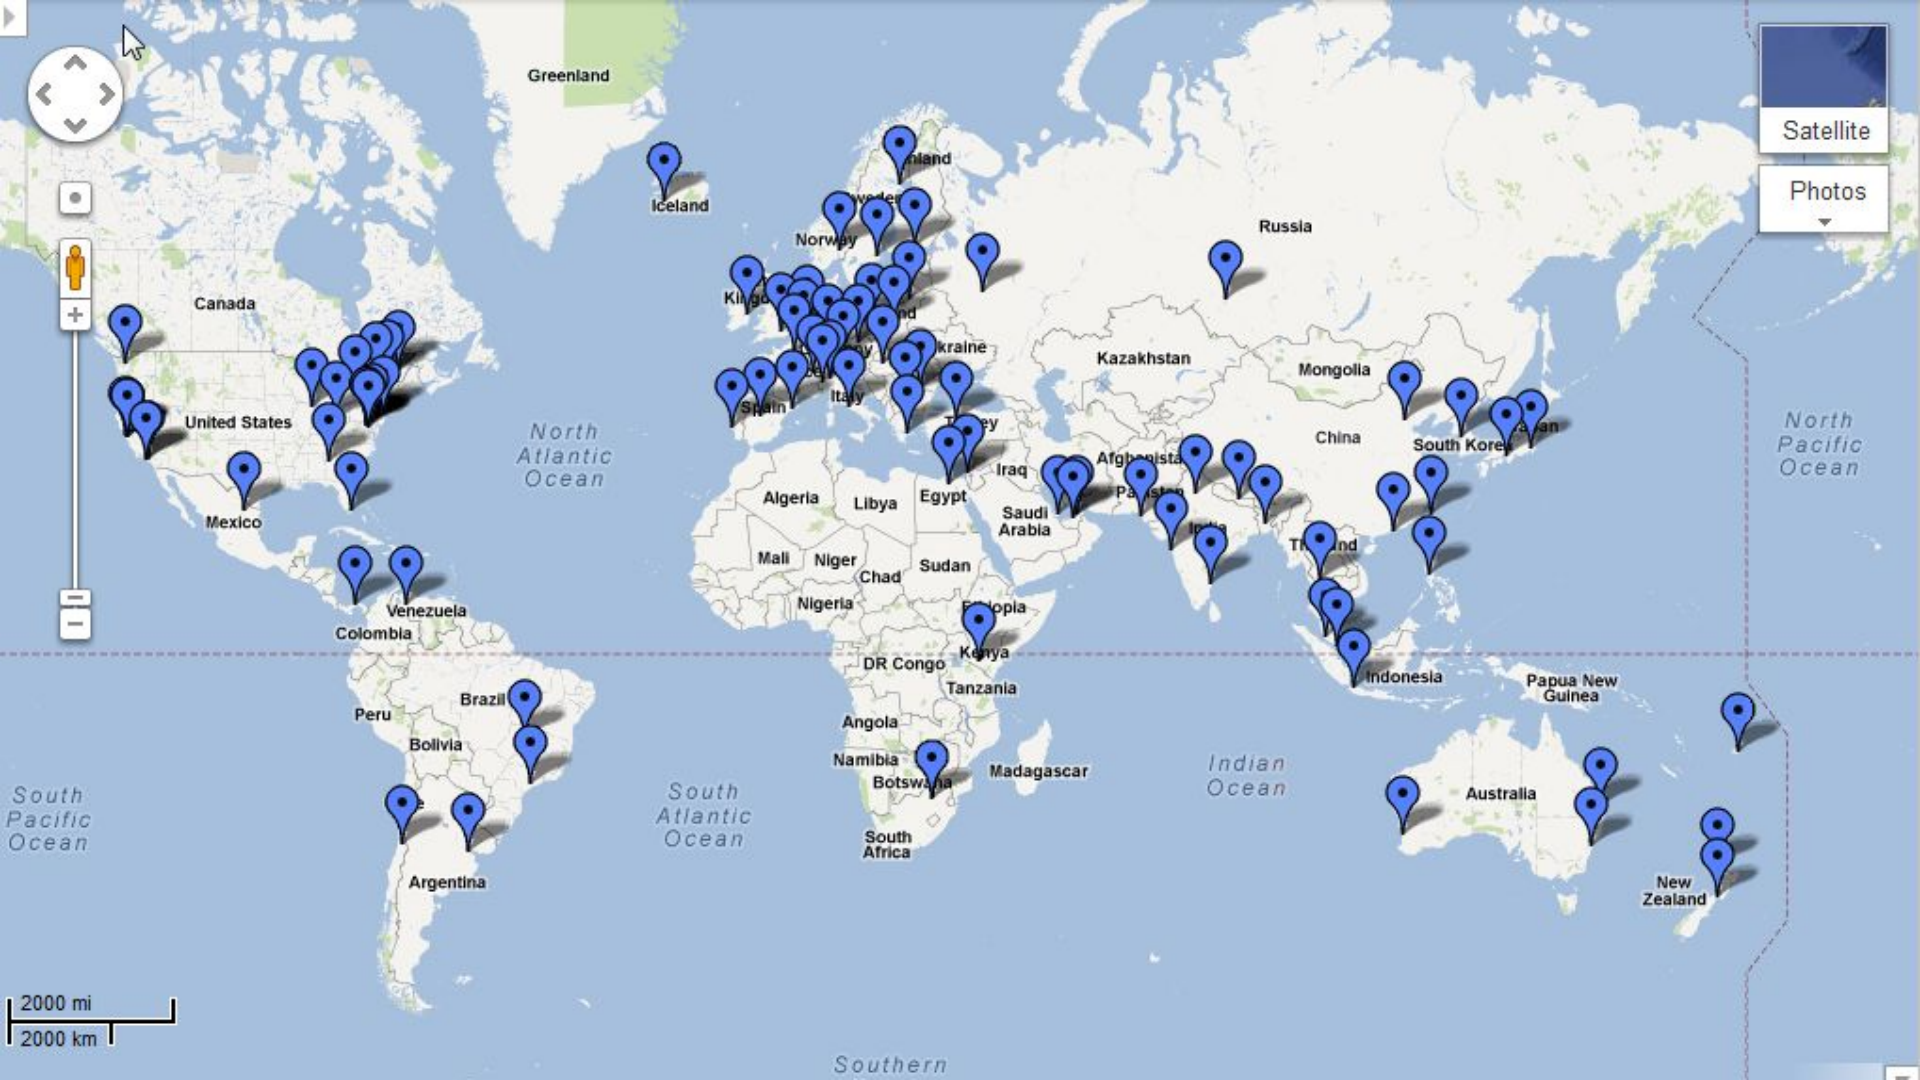 Greenland
Satellite
Photos
Iceland
Norway
Russia
Canada
Kazakhstan
Mongolia
United States
North
Atlantic
Ocean
Spain
Italy
China
South Korea
North
Pacific
Ocean
Mexico
Algeria
Libya
Egypt
Iraq
Saudi
Arabia
Mali
Niger
Chad
Sudan
Nigeria
Venezuela
Colombia
Kenya
DR Congo
Tanzania
Indonesia
Papua New
Guinea
Brazil
Peru
Bolivia
Angola
Namibia
Botswana
Madagascar
Indian
Ocean
Australia
South
Pacific
Ocean
South
Atlantic
Ocean
South
Africa
Argentina
New
Zealand
2000 mi
2000 km
Southern